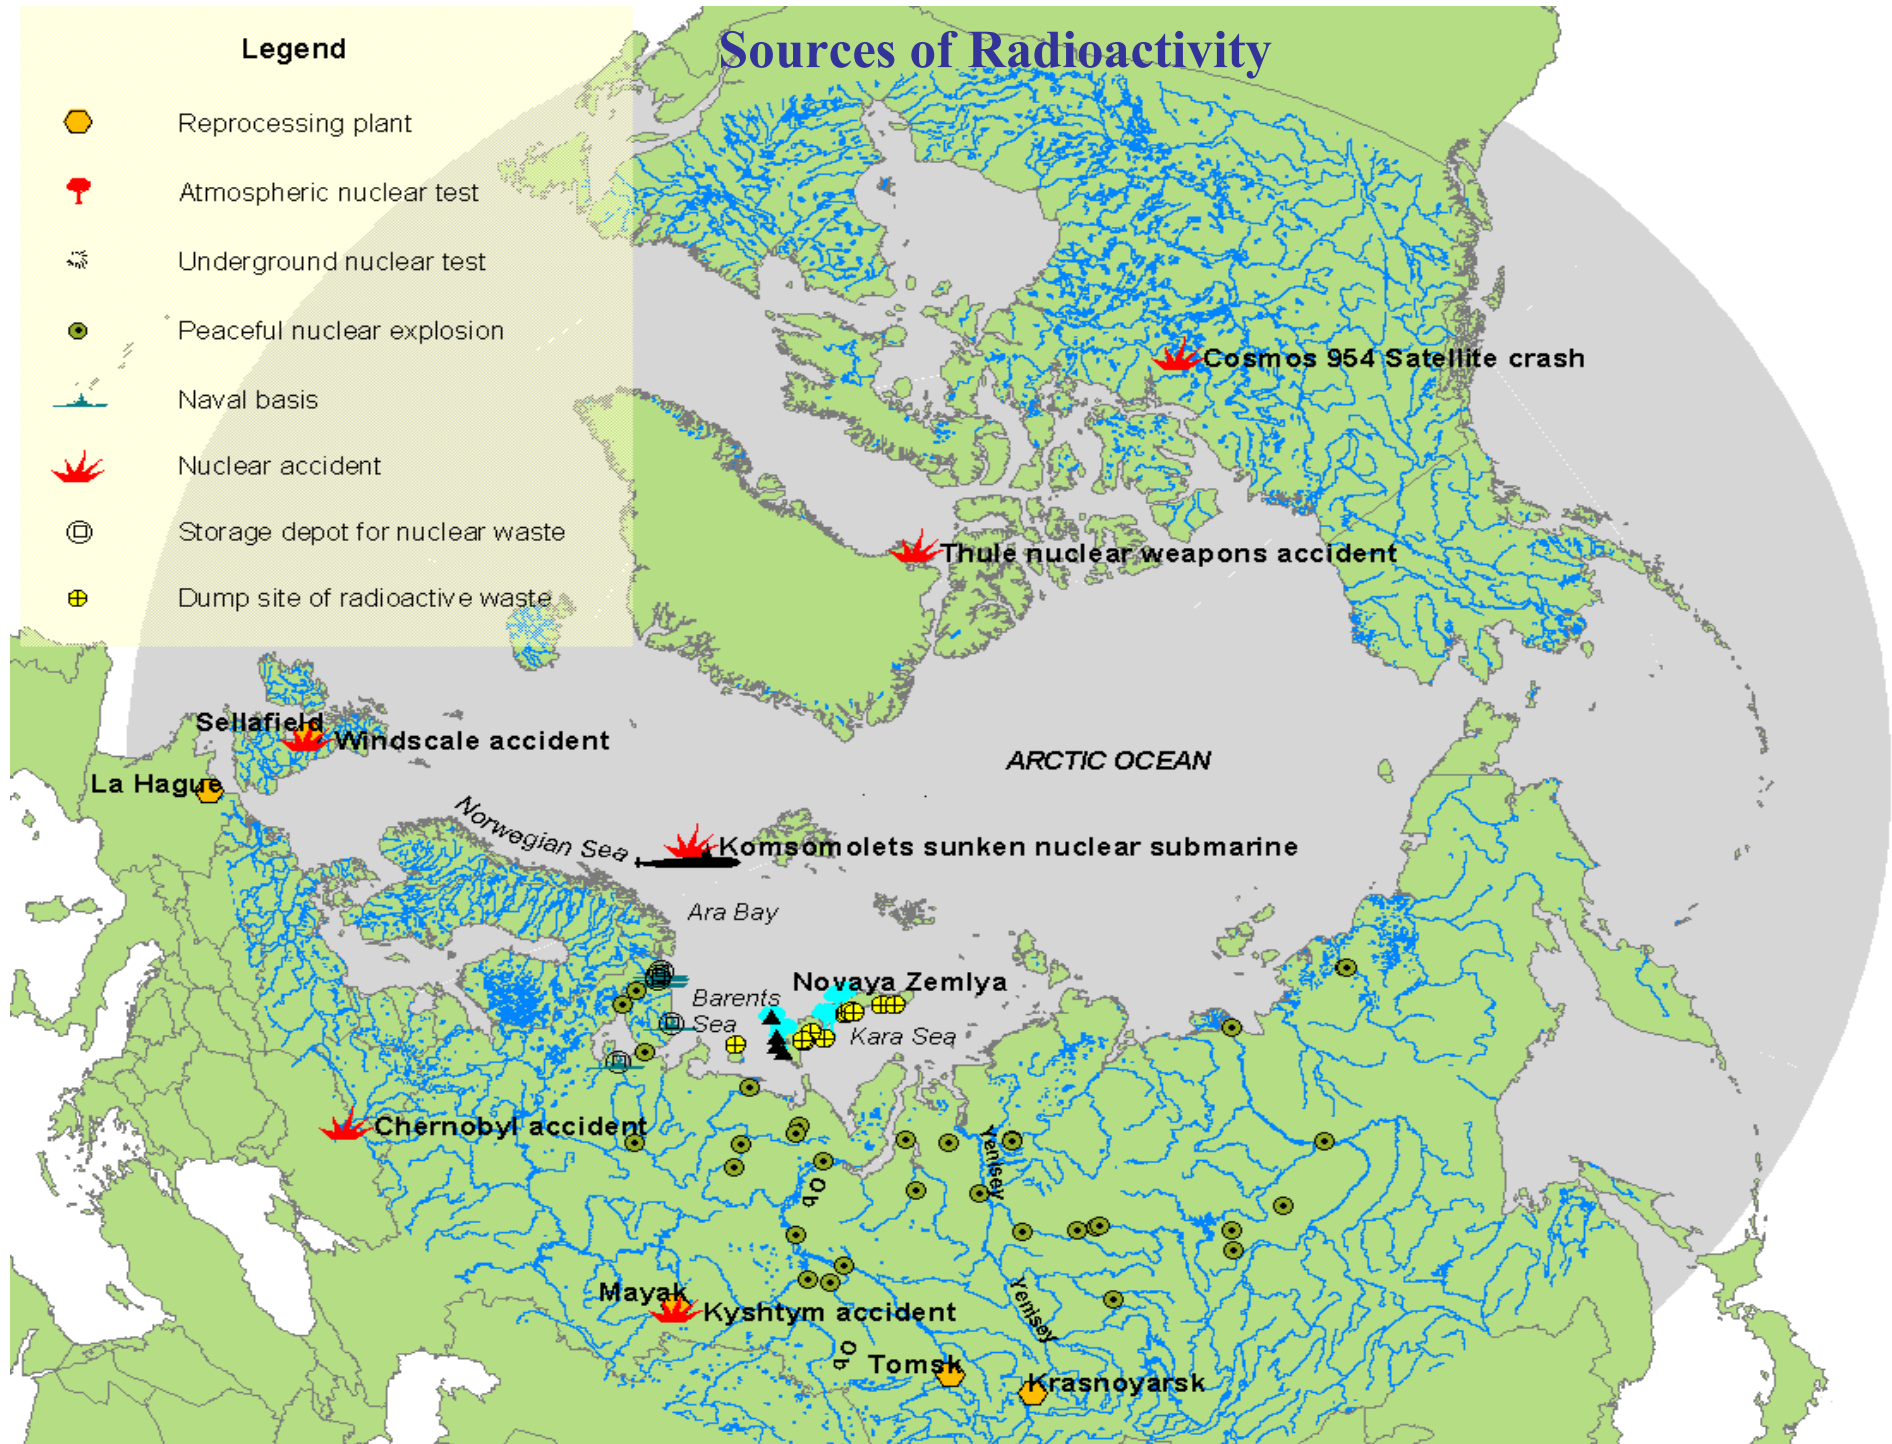 Sources of Radioactivity
Legend
Reprocessing plant
Atmospheric nuclear test
Underground nuclear test
Peaceful nuclear explosion
Naval basis
Nuclear accident
Storage depot for nuclear waste
Dump site of radioactive waste
Cosmos 954 Satellite crash
Thule nuclear weapons accident
Sellafield
Windscale accident
ARCTIC OCEAN
La Hague
Norwegian Sea
Komsomolets sunken nuclear submarine
Ara Bay
Novaya Zemlya
Barents
Sea
Kara Sea
Chernobyl accident
Yenisey
Ob
Mayak
Kyshtym accident
Yenisey
Ob
Tomsk
Krasnoyarsk